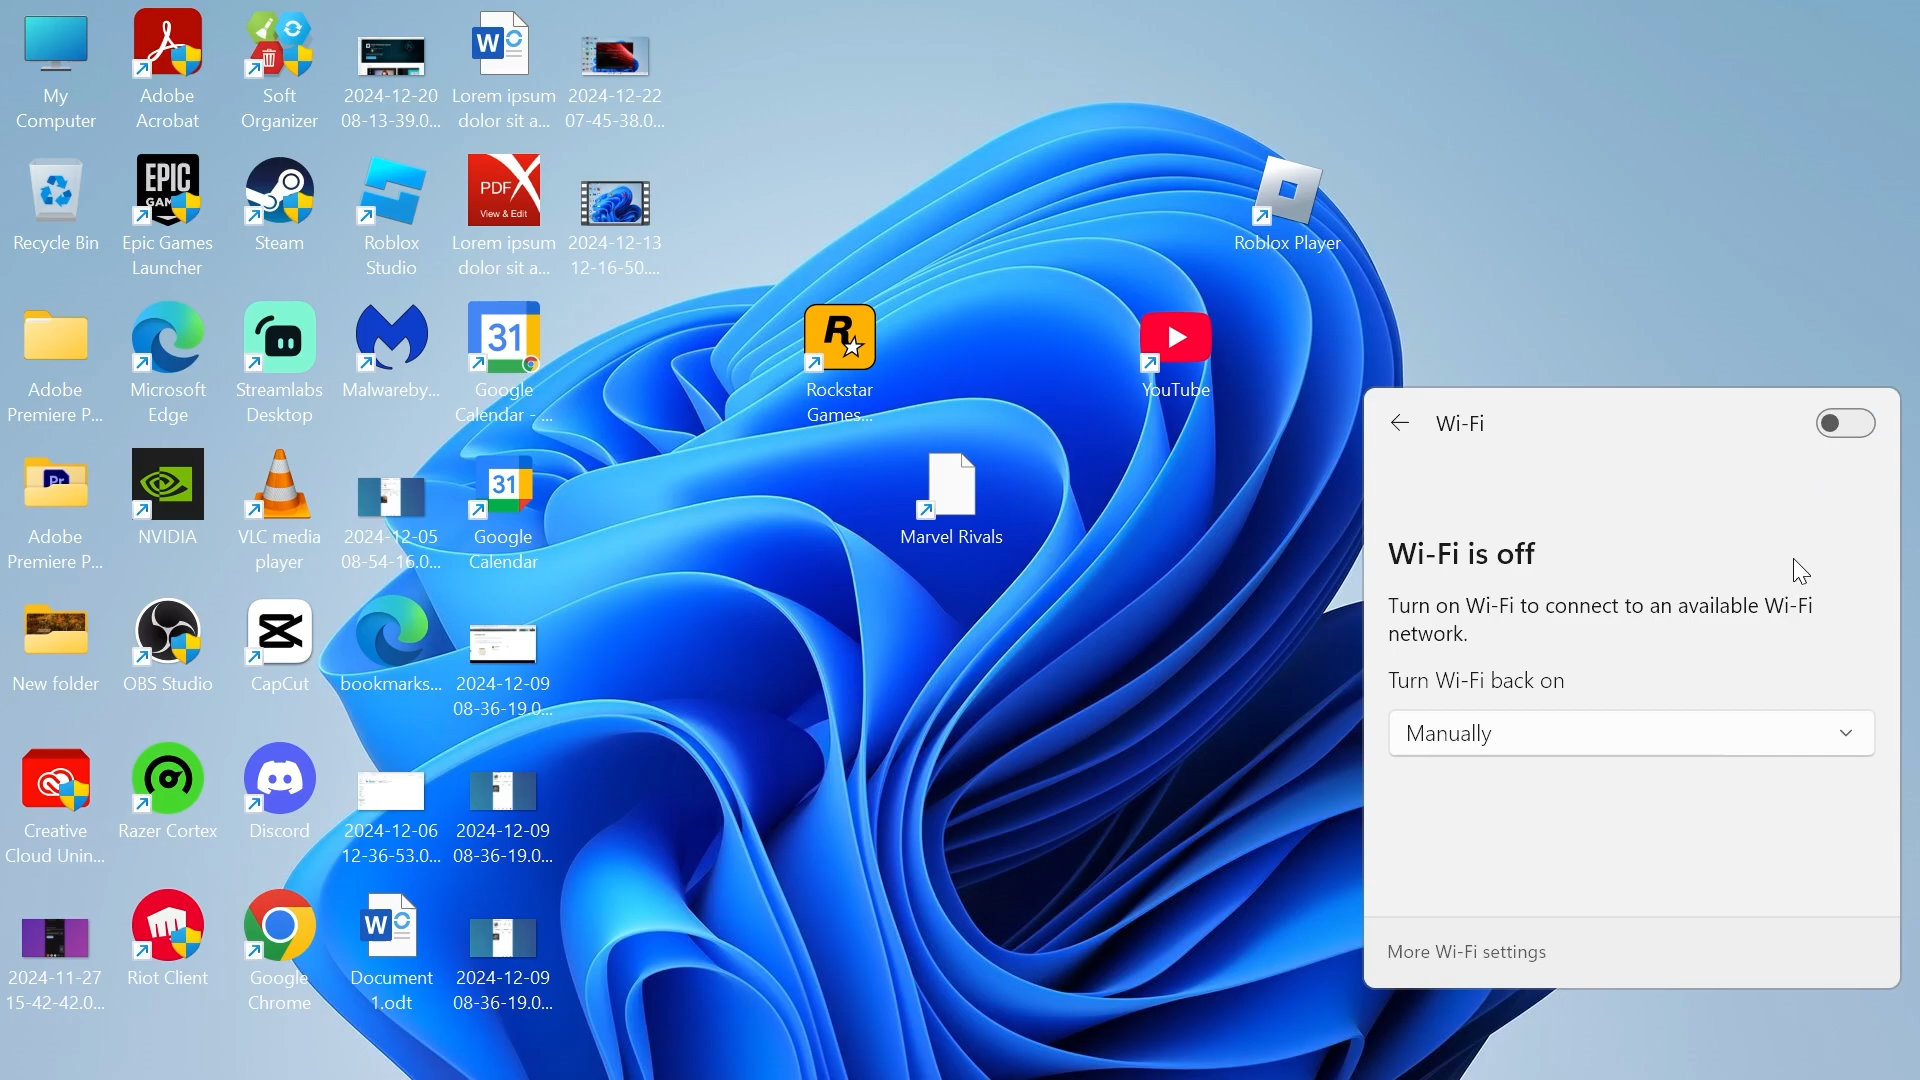 My
Computer
Adobe
Acrobat
Soft
Organizer
2024-12-20
08-13-39.0...
W
Lorem ipsum
dolor sit a...
2024-12-22
07-45-38.0...
Recycle Bin
EPIC
GAMES
Epic Games
Launcher
Steam
Roblox
Studio
PDF
View & Edit
Lorem ipsum
dolor sit a...
2024-12-13
12-16-50....
Roblox Player
Adobe
Premiere P...
Microsoft
Edge
Streamlabs
Desktop
Malwareby...
31
Google
Calendar - ...
R
Rockstar
Games...
YouTube
Pr
Adobe
Premiere P...
NVIDIA
VLC media
player
2024-12-05
08-54-16.0...
31
Google
Calendar
Marvel Rivals
New folder
OBS Studio
CapCut
bookmarks...
2024-12-09
08-36-19.0...
Creative
Cloud Unin...
Razer Cortex
Discord
2024-12-06
12-36-53.0...
2024-12-09
08-36-19.0...
2024-11-27
15-42-42.0...
Riot Client
Google
Chrome
W
Document
1.odt
2024-12-09
08-36-19.0...
Wi-Fi
Wi-Fi is off
Turn on Wi-Fi to connect to an available Wi-Fi
network.
Turn Wi-Fi back on
Manually
More Wi-Fi settings